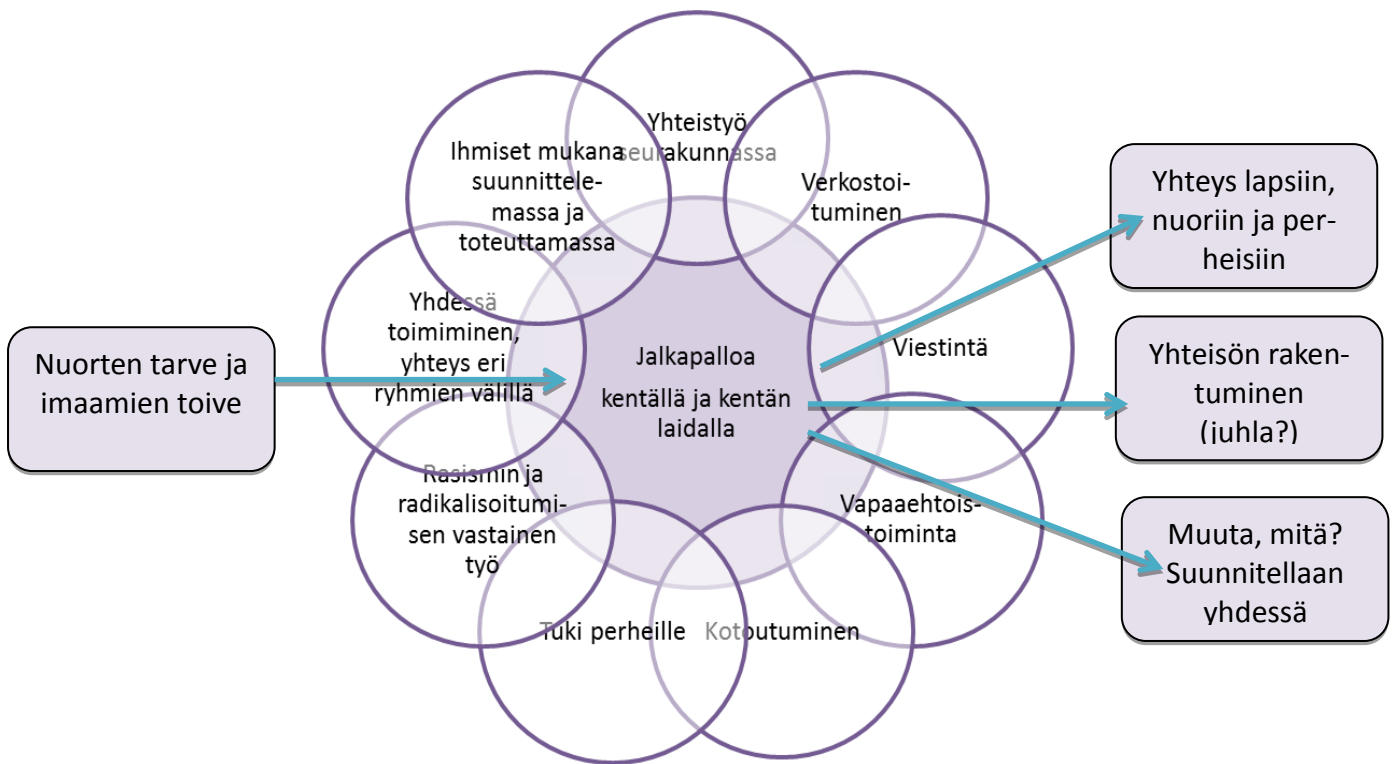 Yhteistyö
seurakunnassa
Ihmiset mukana
suunnittele-
massa ja
toteuttamassa
Verkostoi-
tuminen
Yhteys lapsiin,
nuoriin ja per-
heisiin
Yhdessä
toimiminen,
yhteys eri
ryhmien välillä
Nuorten tarve ja
imaamien toive
Jalkapalloa
kentällä ja kentän
laidalla
Viestintä
Yhteisön raken-
tuminen
(juhla?)
Rasismin ja
radikalisoitumi-
sen vastainen
työ
Vapaaehtois-
toiminta
Muuta, mitä?
Suunnitellaan
yhdessä
Tuki perheille
Kotoutuminen